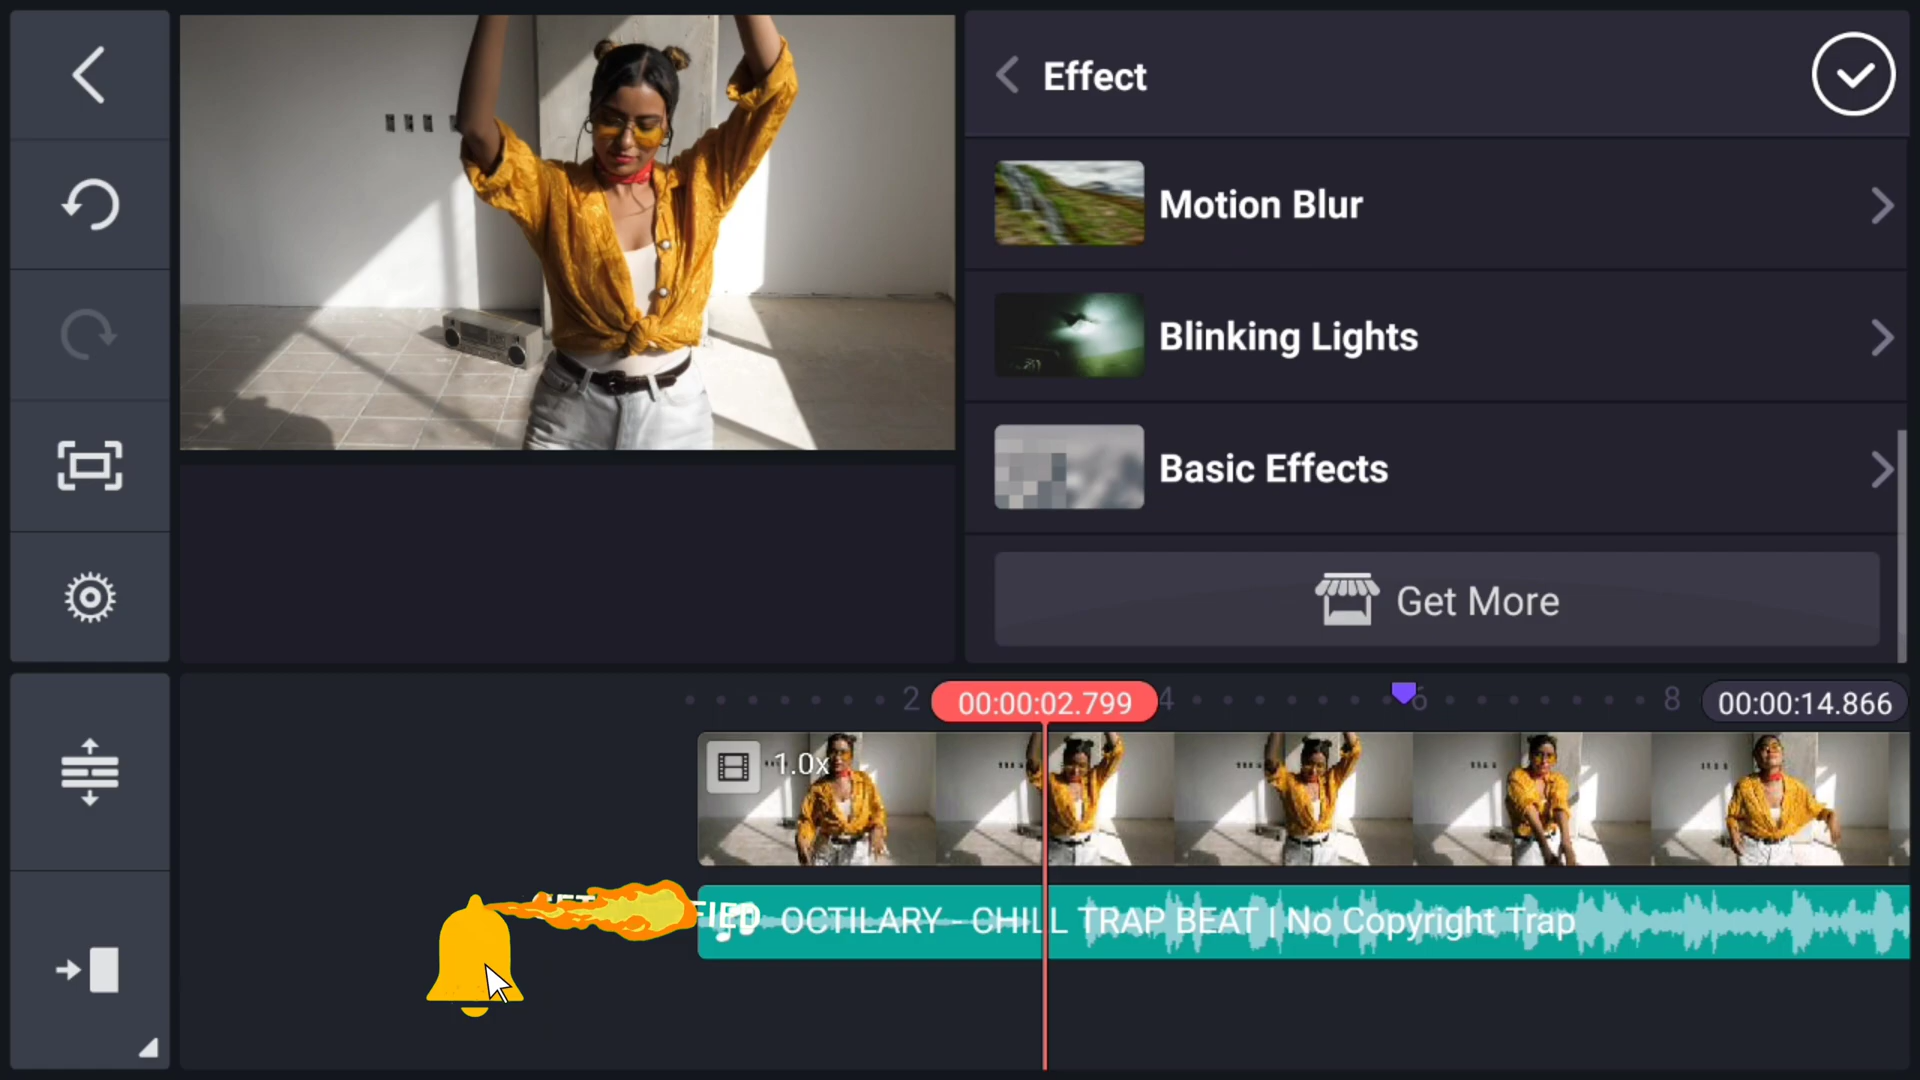 Effect
Motion Blur
Blinking Lights
Basic Effects
Get More
2
00:00:02.799
4
6
8
00:00:14.866
1.0x
OCTILARY - CHILL TRAP BEAT | No Copyright Trap